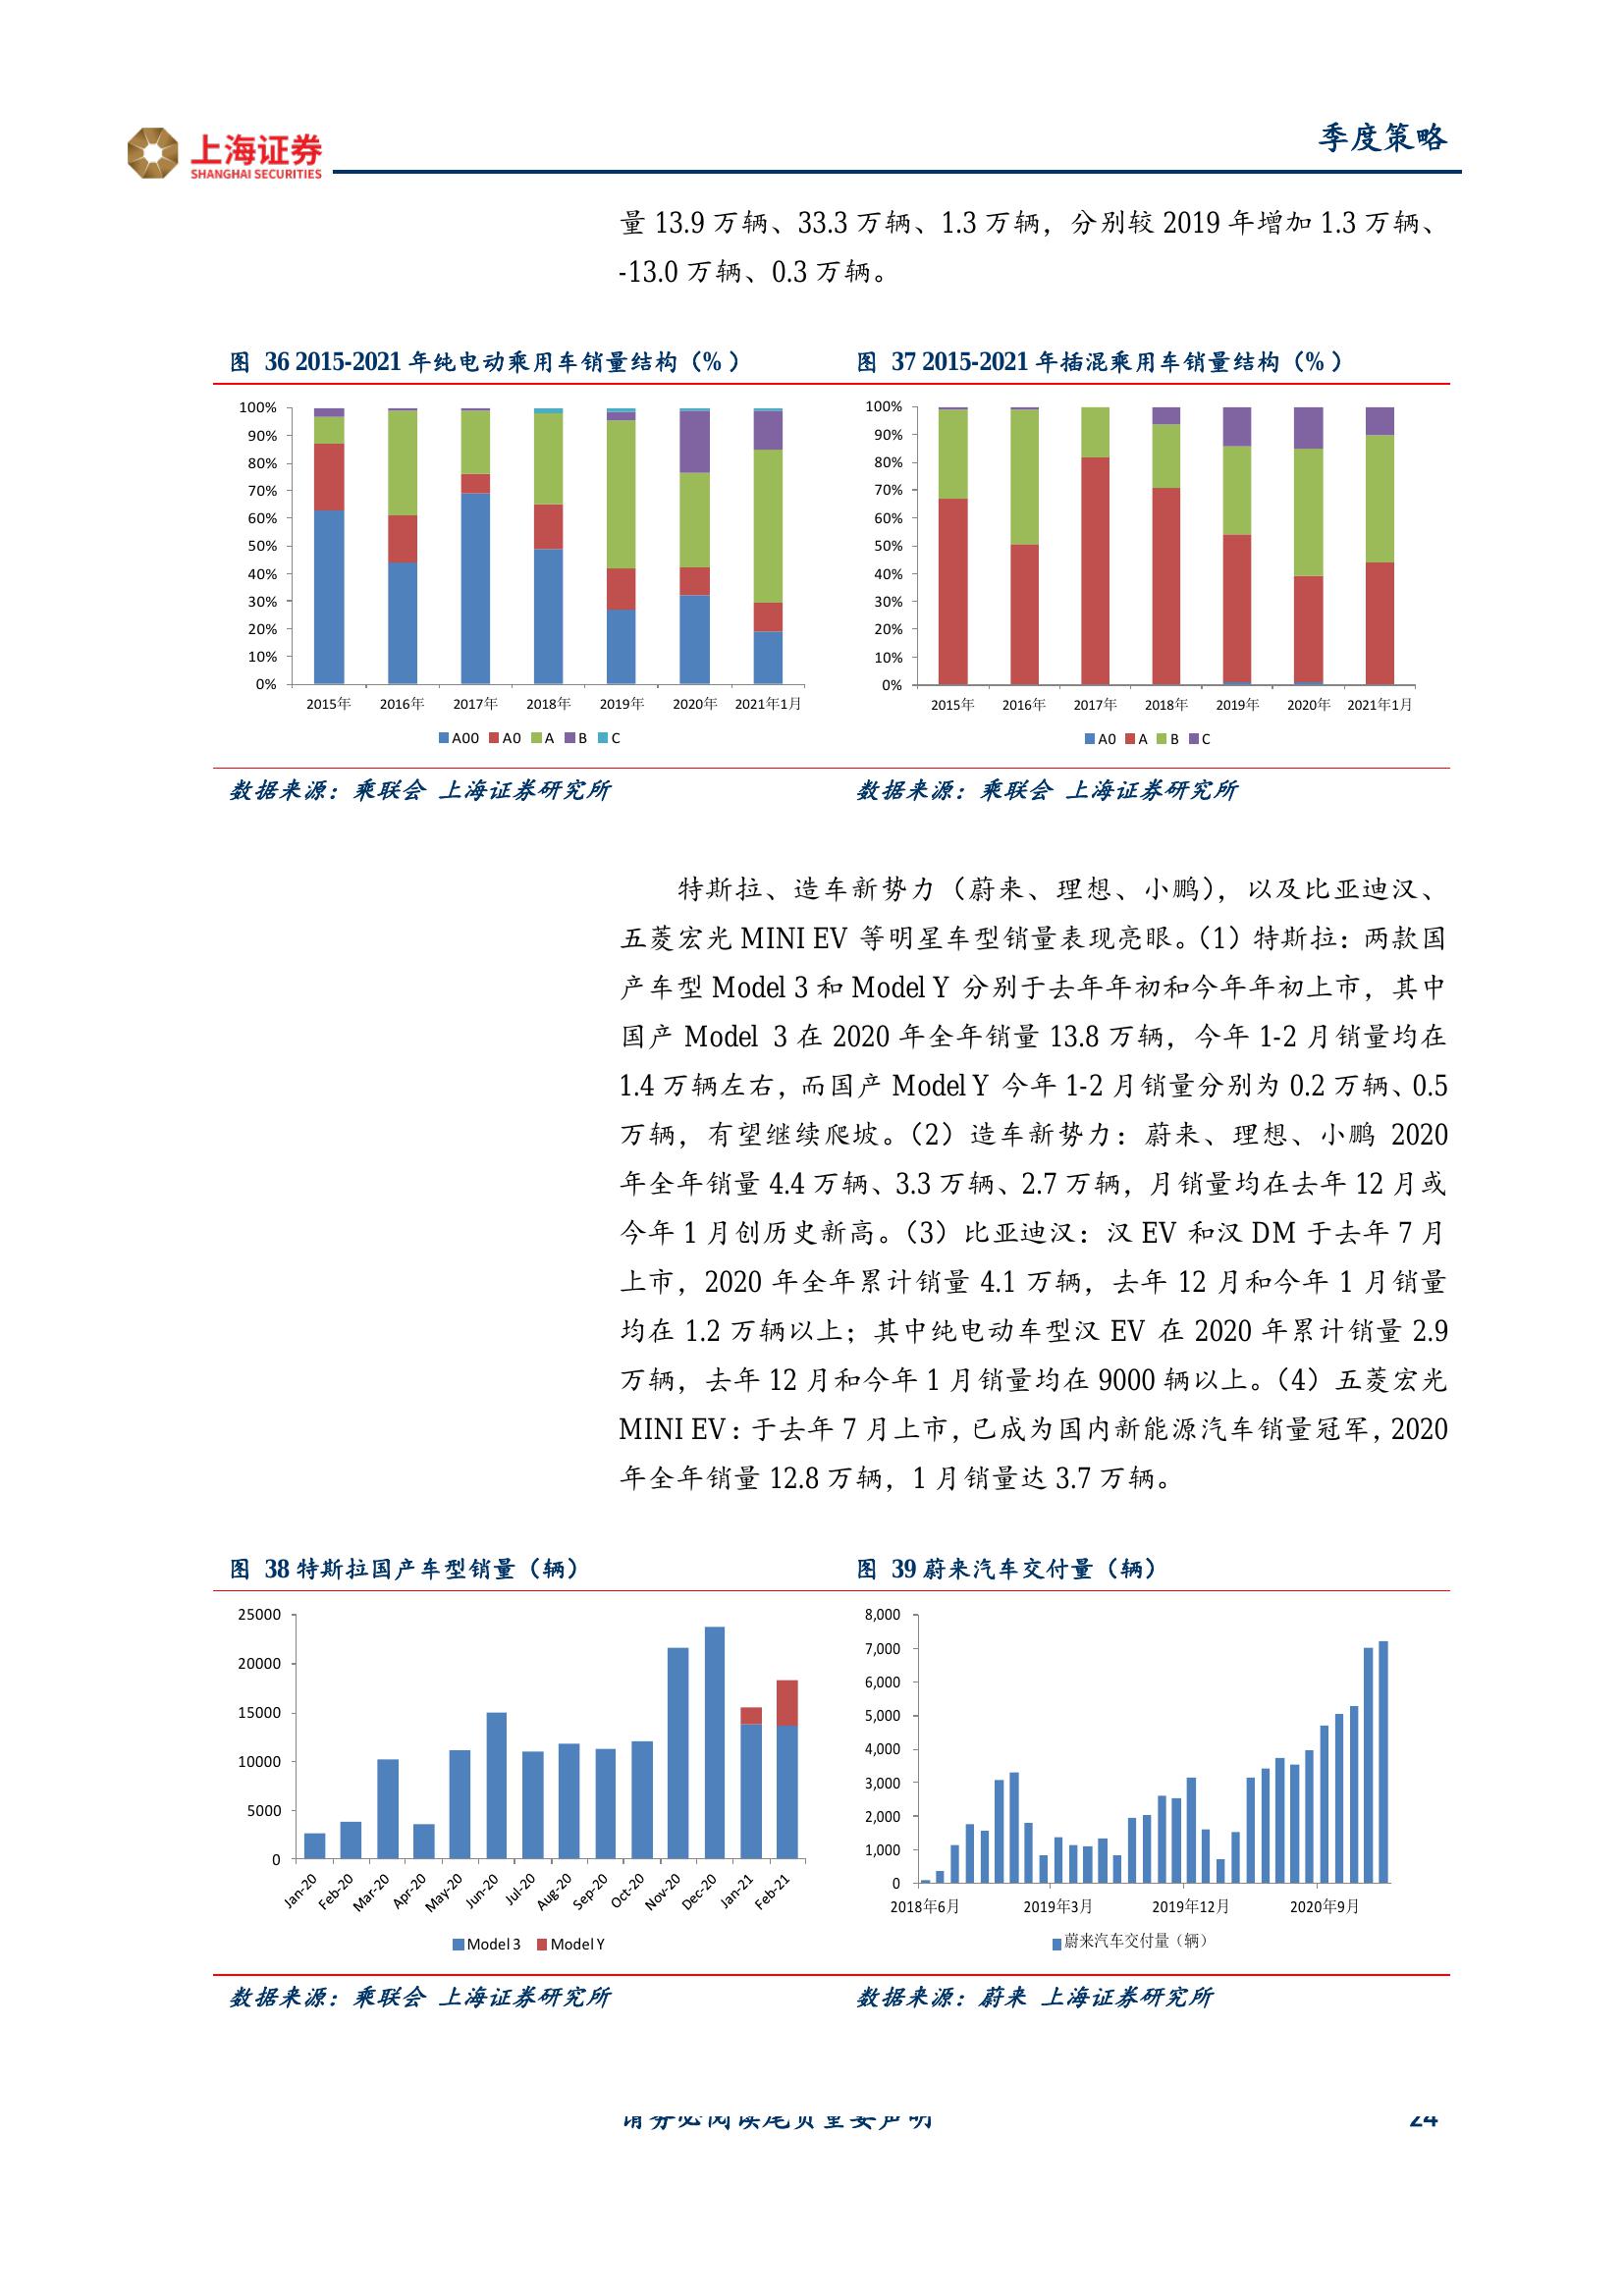 上海证券
SHANGHAI SECURITIES
季度策略
量 13.9 万辆、33.3 万辆、1.3 万辆，分别较 2019 年增加 1.3 万辆、
-13.0 万辆、0.3 万辆。
图 36 2015-2021 年纯电动乘用车销量结构（%）
100%
90%
80%
70%
60%
50%
40%
30%
20%
10%
0%
2015年 2016年 2017年 2018年 2019年 2020年 2021年1月
A00 A0 A B C
数据来源：乘联会 上海证券研究所
图 37 2015-2021 年插混乘用车销量结构（%）
100%
90%
80%
70%
60%
50%
40%
30%
20%
10%
0%
2015年 2016年 2017年 2018年 2019年 2020年 2021年1月
A0 A B C
数据来源：乘联会 上海证券研究所
特斯拉、造车新势力（蔚来、理想、小鹏），以及比亚迪汉、
五菱宏光 MINI EV 等明星车型销量表现亮眼。（1）特斯拉：两款国
产车型 Model 3 和 Model Y 分别于去年年初和今年年初上市，其中
国产 Model 3 在 2020 年全年销量 13.8 万辆，今年 1-2 月销量均在
1.4 万辆左右，而国产 Model Y 今年 1-2 月销量分别为 0.2 万辆、0.5
万辆，有望继续爬坡。（2）造车新势力：蔚来、理想、小鹏 2020
年全年销量 4.4 万辆、3.3 万辆、2.7 万辆，月销量均在去年 12 月或
今年 1 月创历史新高。（3）比亚迪汉：汉 EV 和汉 DM 于去年 7 月
上市，2020 年全年累计销量 4.1 万辆，去年 12 月和今年 1 月销量
均在 1.2 万辆以上；其中纯电动车型汉 EV 在 2020 年累计销量 2.9
万辆，去年 12 月和今年 1 月销量均在 9000 辆以上。（4）五菱宏光
MINI EV：于去年 7 月上市，已成为国内新能源汽车销量冠军，2020
年全年销量 12.8 万辆，1 月销量达 3.7 万辆。
图 38 特斯拉国产车型销量（辆）
25000
20000
15000
10000
5000
0
Jan-20 Feb-20 Mar-20 Apr-20 May-20 Jun-20 Jul-20 Aug-20 Sep-20 Oct-20 Nov-20 Dec-20 Jan-21 Feb-21
Model 3 Model Y
数据来源：乘联会 上海证券研究所
图 39 蔚来汽车交付量（辆）
8,000
7,000
6,000
5,000
4,000
3,000
2,000
1,000
0
2018年6月 2019年3月 2019年12月 2020年9月
蔚来汽车交付量（辆）
数据来源：蔚来 上海证券研究所
请务必阅读尾页重要声明
24